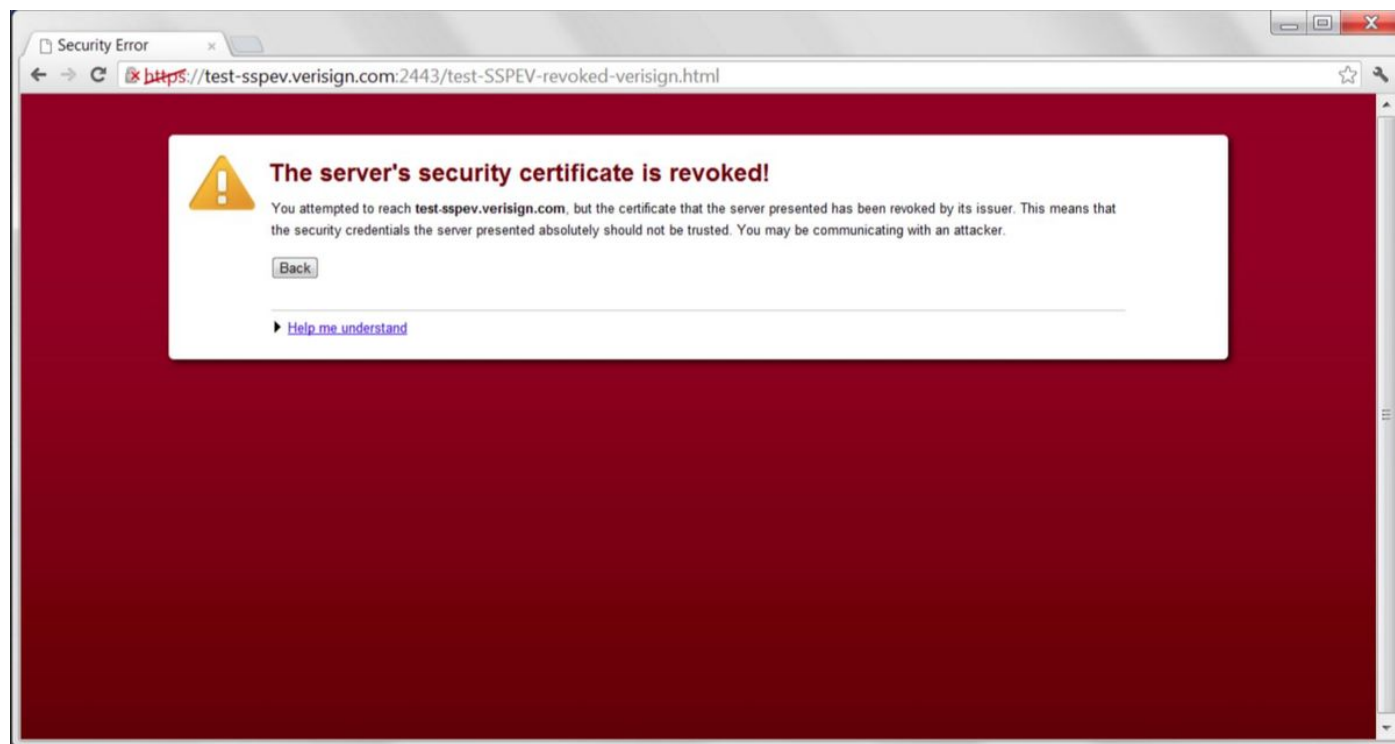 Security Error
https://test-sspev.verisign.com:2443/test-SSPEV-revoked-verisign.html
The server's security certificate is revoked!
You attempted to reach test-sspev.verisign.com, but the certificate that the server presented has been revoked by its issuer. This means that
the security credentials the server presented absolutely should not be trusted. You may be communicating with an attacker.
Back
Help me understand